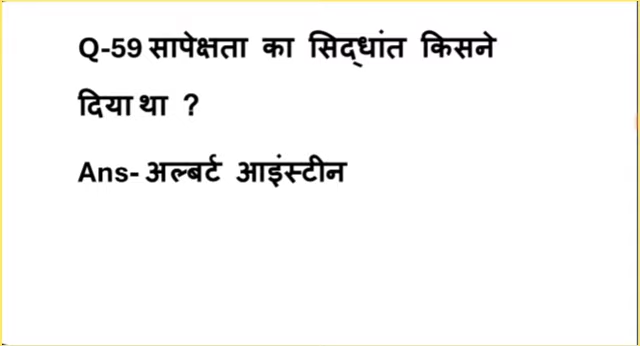 Q-59 सापेक्षता का सिद्धांत किसने
दिया था ?
Ans- अल्बर्ट आइंस्टीन